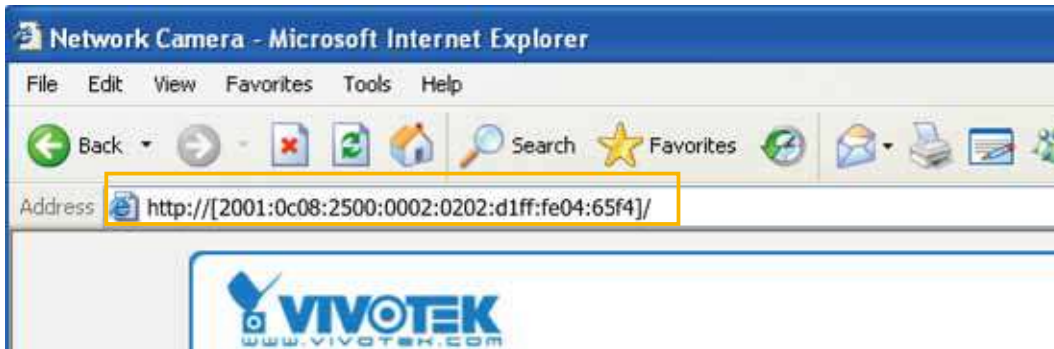 Network Camera - Microsoft Internet Explorer
File Edit View Favorites Tools Help
Back Search Favorites
Address http://[2001:0c08:2500:0002:0202:d1ff:fe04:65f4]/
VIVOTEK
www.vivotek.com